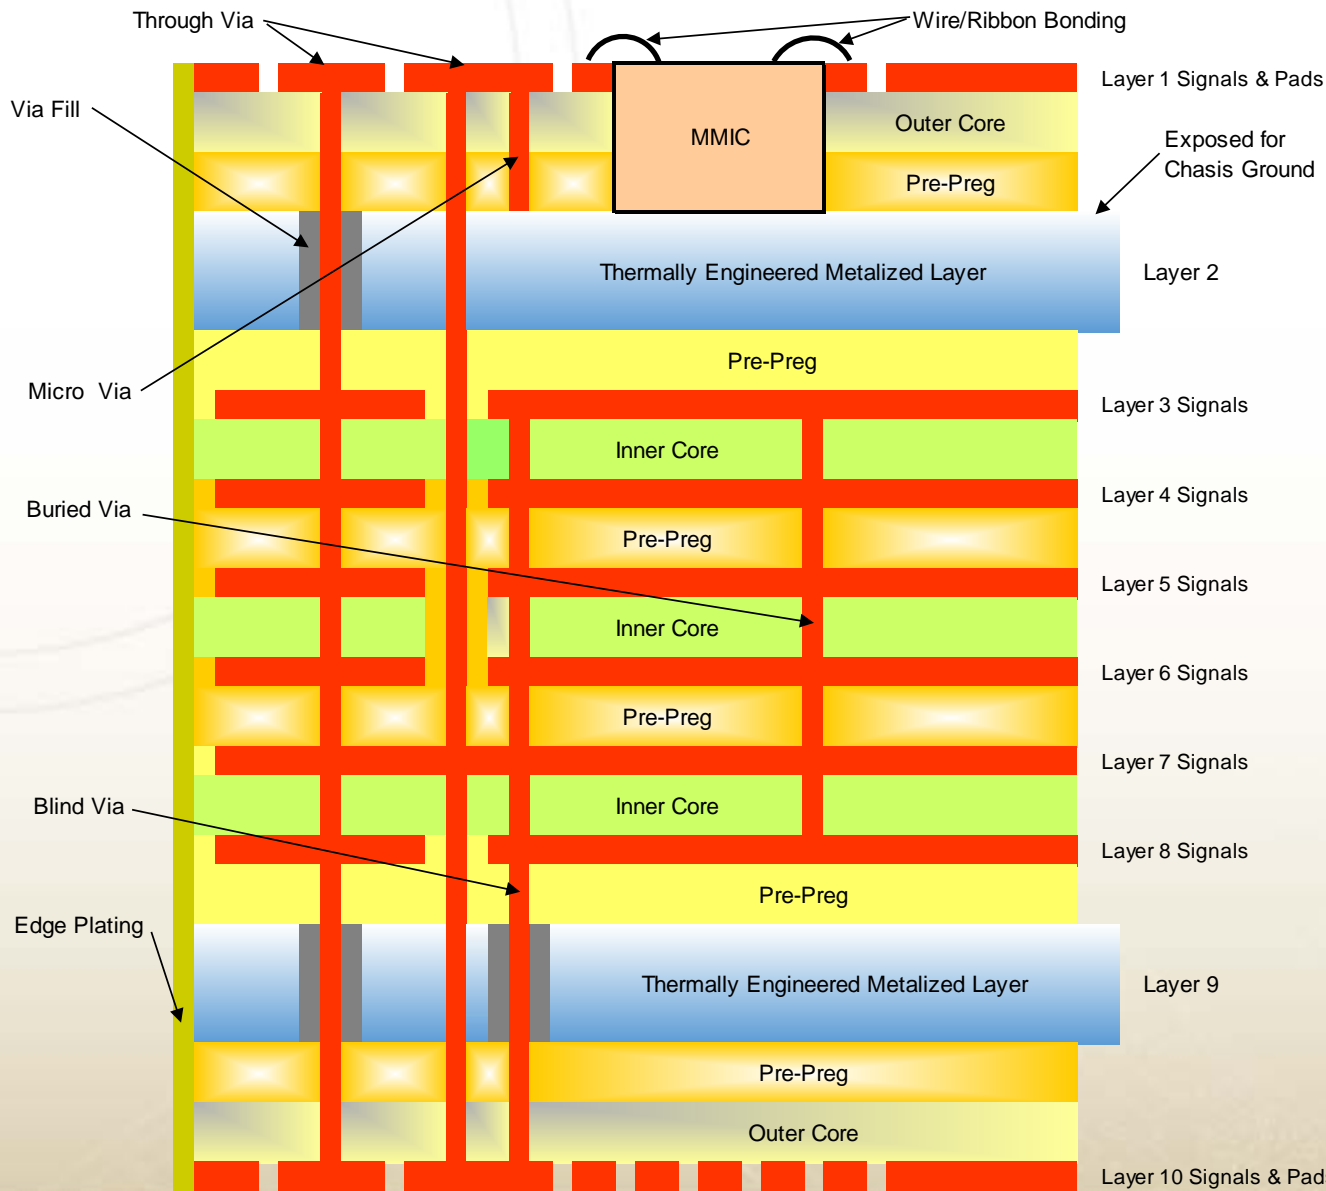 Through Via
Wire/Ribbon Bonding
Layer 1 Signals & Pads
Via Fill
MMIC
Outer Core
Exposed for
Chasis Ground
Pre-Preg
Thermally Engineered Metalized Layer
Layer 2
Pre-Preg
Micro Via
Layer 3 Signals
Inner Core
Layer 4 Signals
Buried Via
Pre-Preg
Layer 5 Signals
Inner Core
Layer 6 Signals
Pre-Preg
Layer 7 Signals
Blind Via
Inner Core
Layer 8 Signals
Pre-Preg
Edge Plating
Thermally Engineered Metalized Layer
Layer 9
Pre-Preg
Outer Core
Layer 10 Signals & Pad